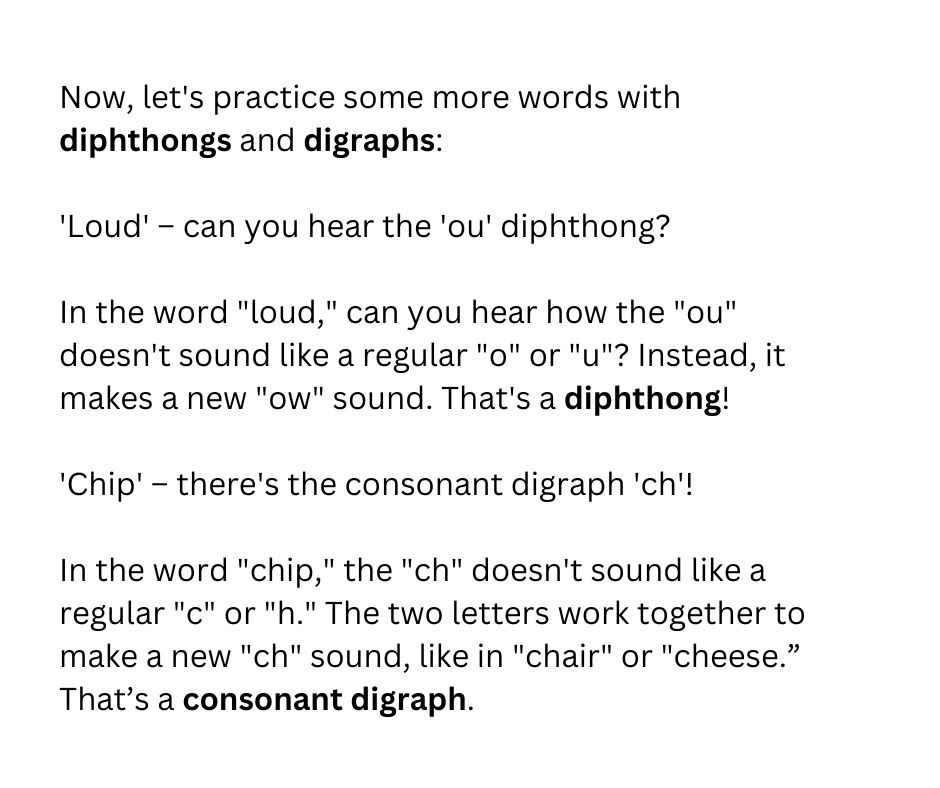 Now, let's practice some more words with
diphthongs and digraphs:
'Loud' – can you hear the 'ou' diphthong?
In the word "loud," can you hear how the "ou"
doesn't sound like a regular "o" or "u"? Instead, it
makes a new "ow" sound. That's a diphthong!
'Chip' – there's the consonant digraph 'ch'!
In the word "chip," the "ch" doesn't sound like a
regular "c" or "h." The two letters work together to
make a new "ch" sound, like in "chair" or "cheese.”
That’s a consonant digraph.